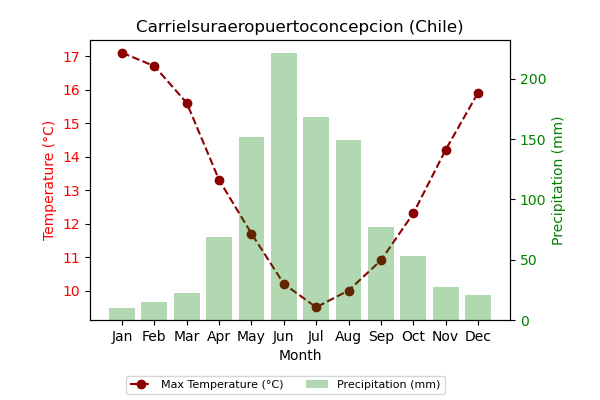 Carrielsuraeropuertoconcepcion (Chile)
17
16
15
14
13
12
11
10
Temperature (°C)
200
150
100
50
0
Precipitation (mm)
Jan Feb Mar Apr May Jun Jul Aug Sep Oct Nov Dec
Month
Max Temperature (°C) Precipitation (mm)